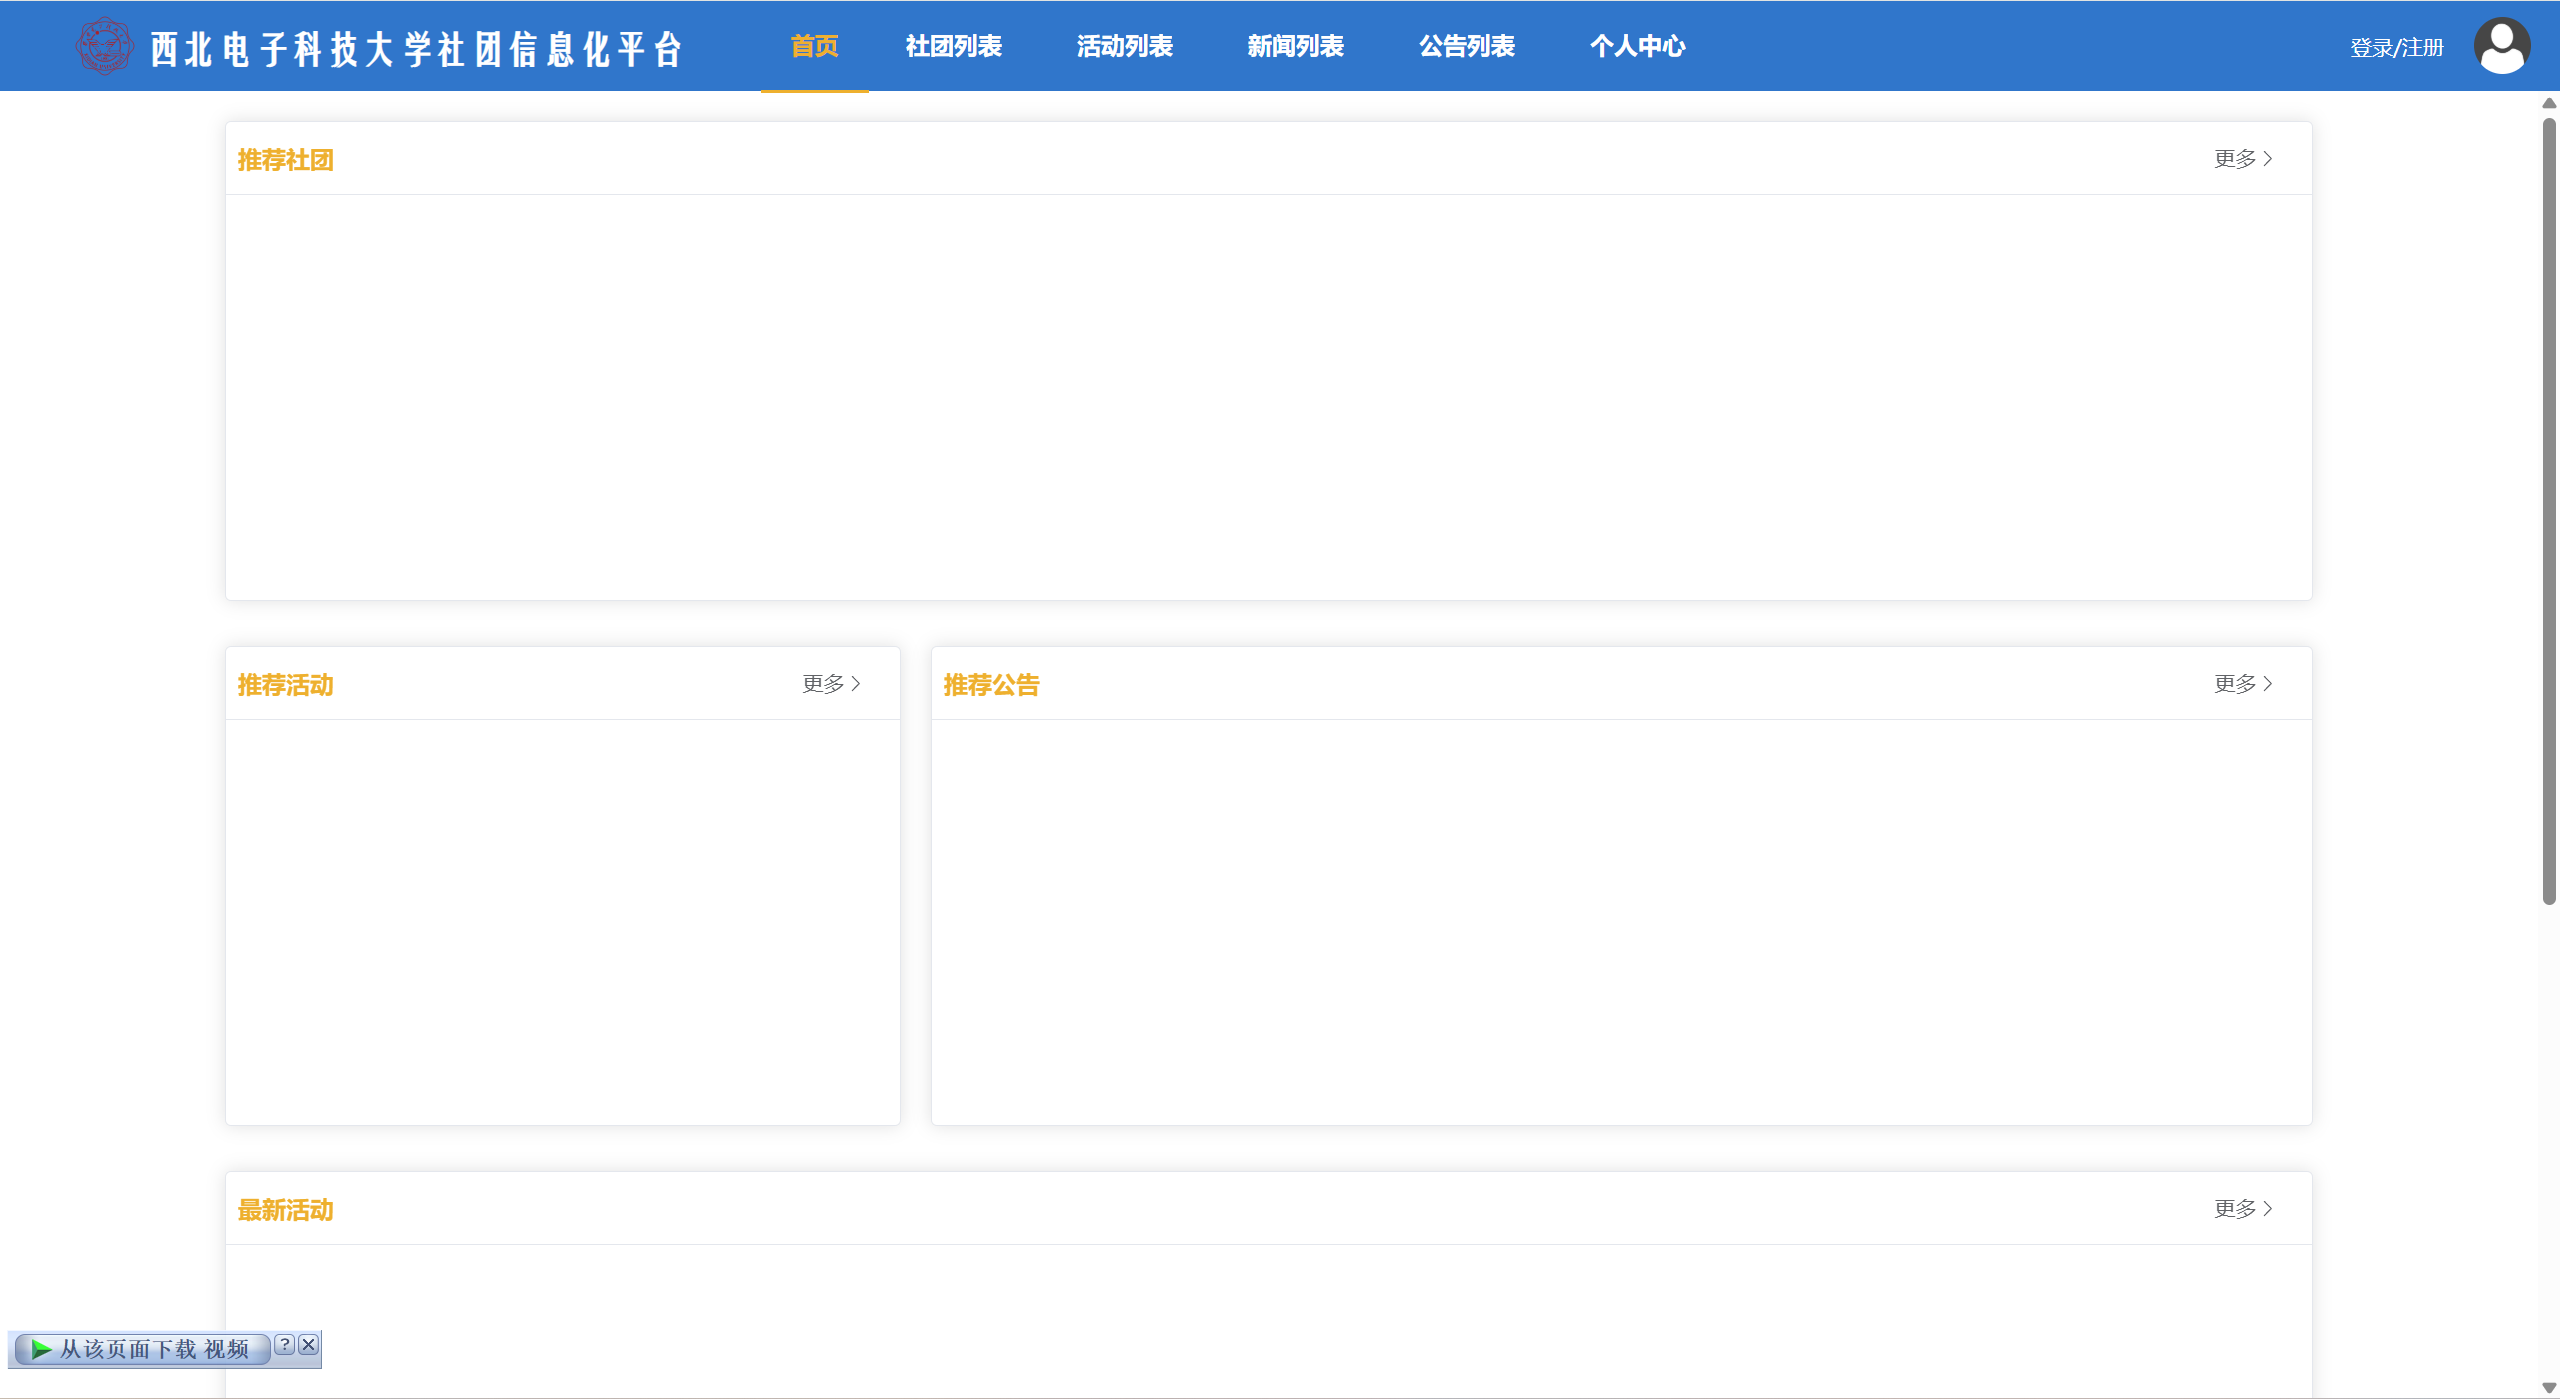 西北电子科技大学社团信息化平台 首页 社团列表 活动列表 新闻列表 公告列表 个人中心 登录/注册
推荐社团 更多
推荐活动 更多
推荐公告 更多
最新活动 更多
从该页面下载 视频 ?